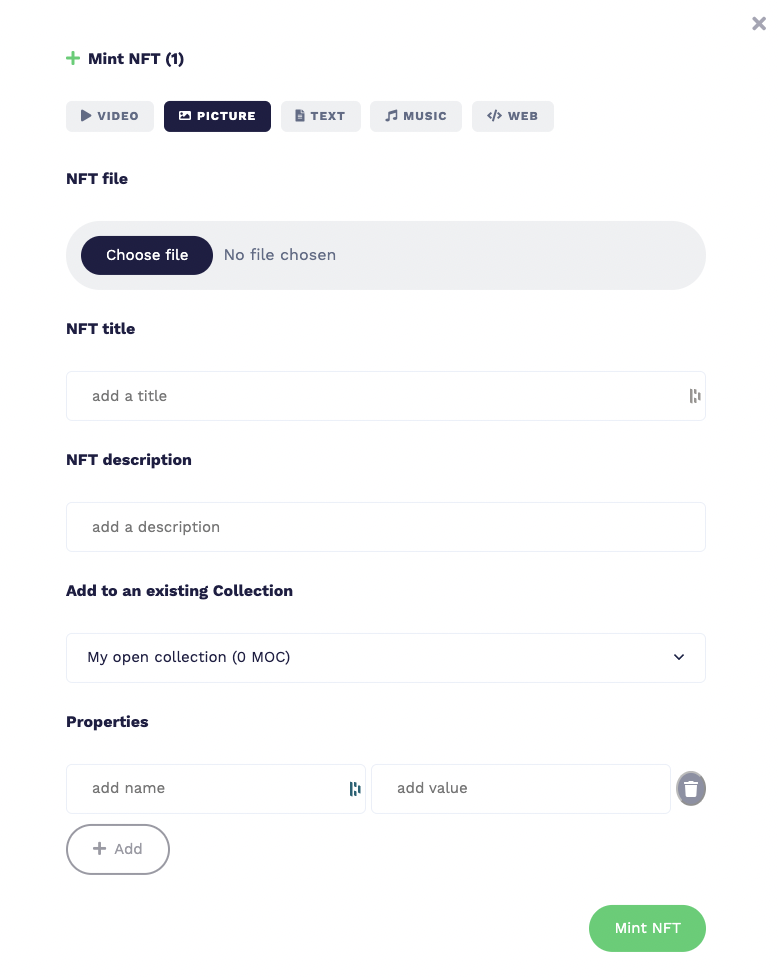 Mint NFT (1)
VIDEO PICTURE TEXT MUSIC WEB
NFT file
Choose file No file chosen
NFT title
add a title
NFT description
add a description
Add to an existing Collection
My open collection (0 MOC)
Properties
add name add value
Add
Mint NFT